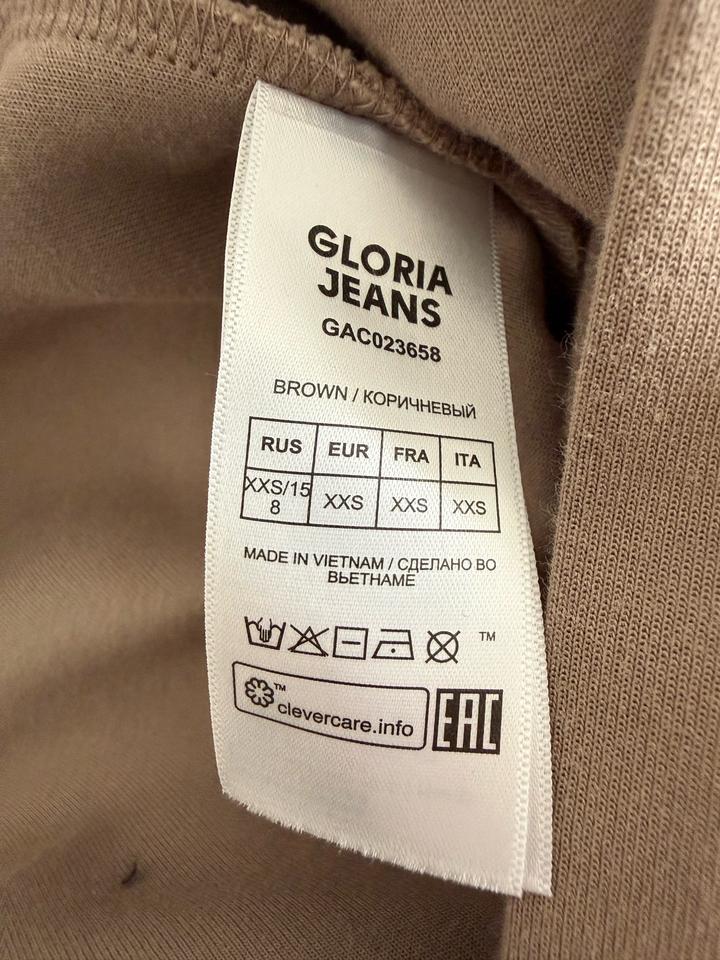 GLORIA
JEANS
GAC023658
BROWN / КОРИЧНЕВЫЙ
RUS EUR FRA ITA
XXS/15
8 XXS XXS XXS
MADE IN VIETNAM / СДЕЛАНО ВО
ВЬЕТНАМЕ
TM
TM clevercare.info EAC